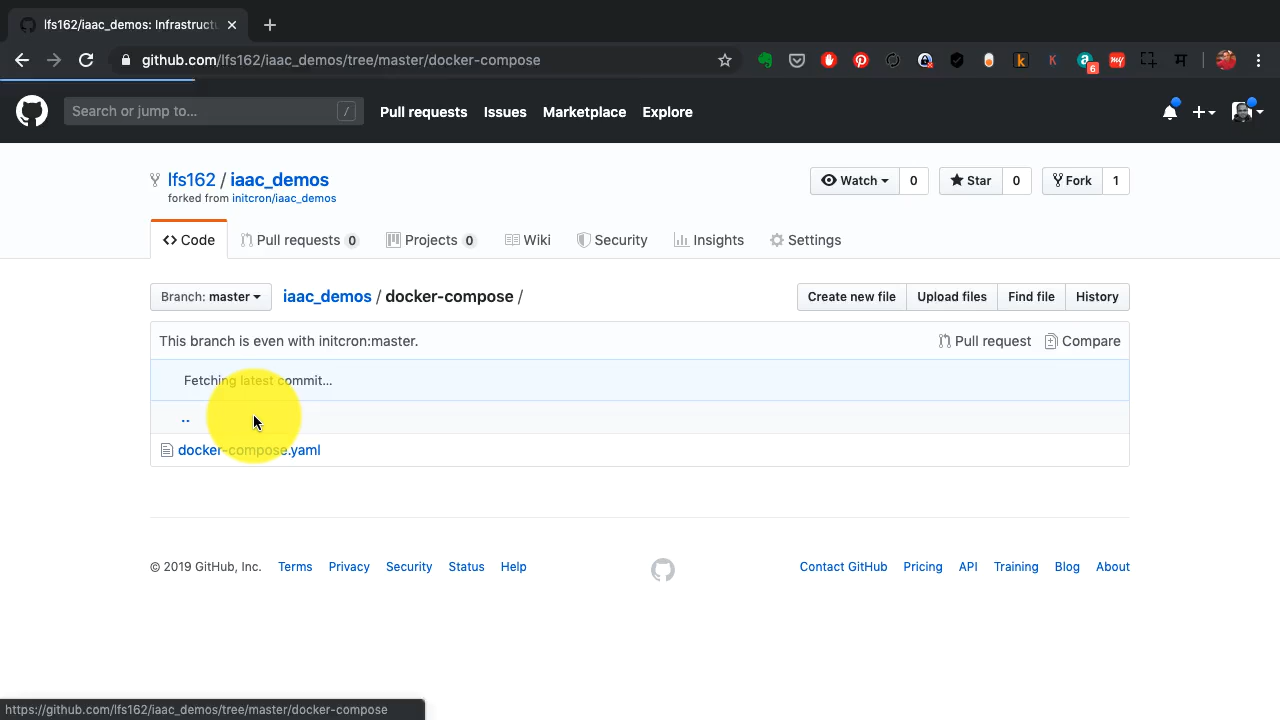 lfs162/iaac_demos: Infrastructu
github.com/lfs162/iaac_demos/tree/master/docker-compose
6
Search or jump to... /
Pull requests Issues Marketplace Explore
lfs162 / iaac_demos
forked from initcron/iaac_demos
Watch 0 Star 0 Fork 1
Code Pull requests 0 Projects 0 Wiki Security Insights Settings
Branch: master iaac_demos / docker-compose / Create new file Upload files Find file History
This branch is even with initcron:master. Pull request Compare
Fetching latest commit...
..
docker-compose.yaml
© 2019 GitHub, Inc. Terms Privacy Security Status Help Contact GitHub Pricing API Training Blog About
https://github.com/lfs162/iaac_demos/tree/master/docker-compose